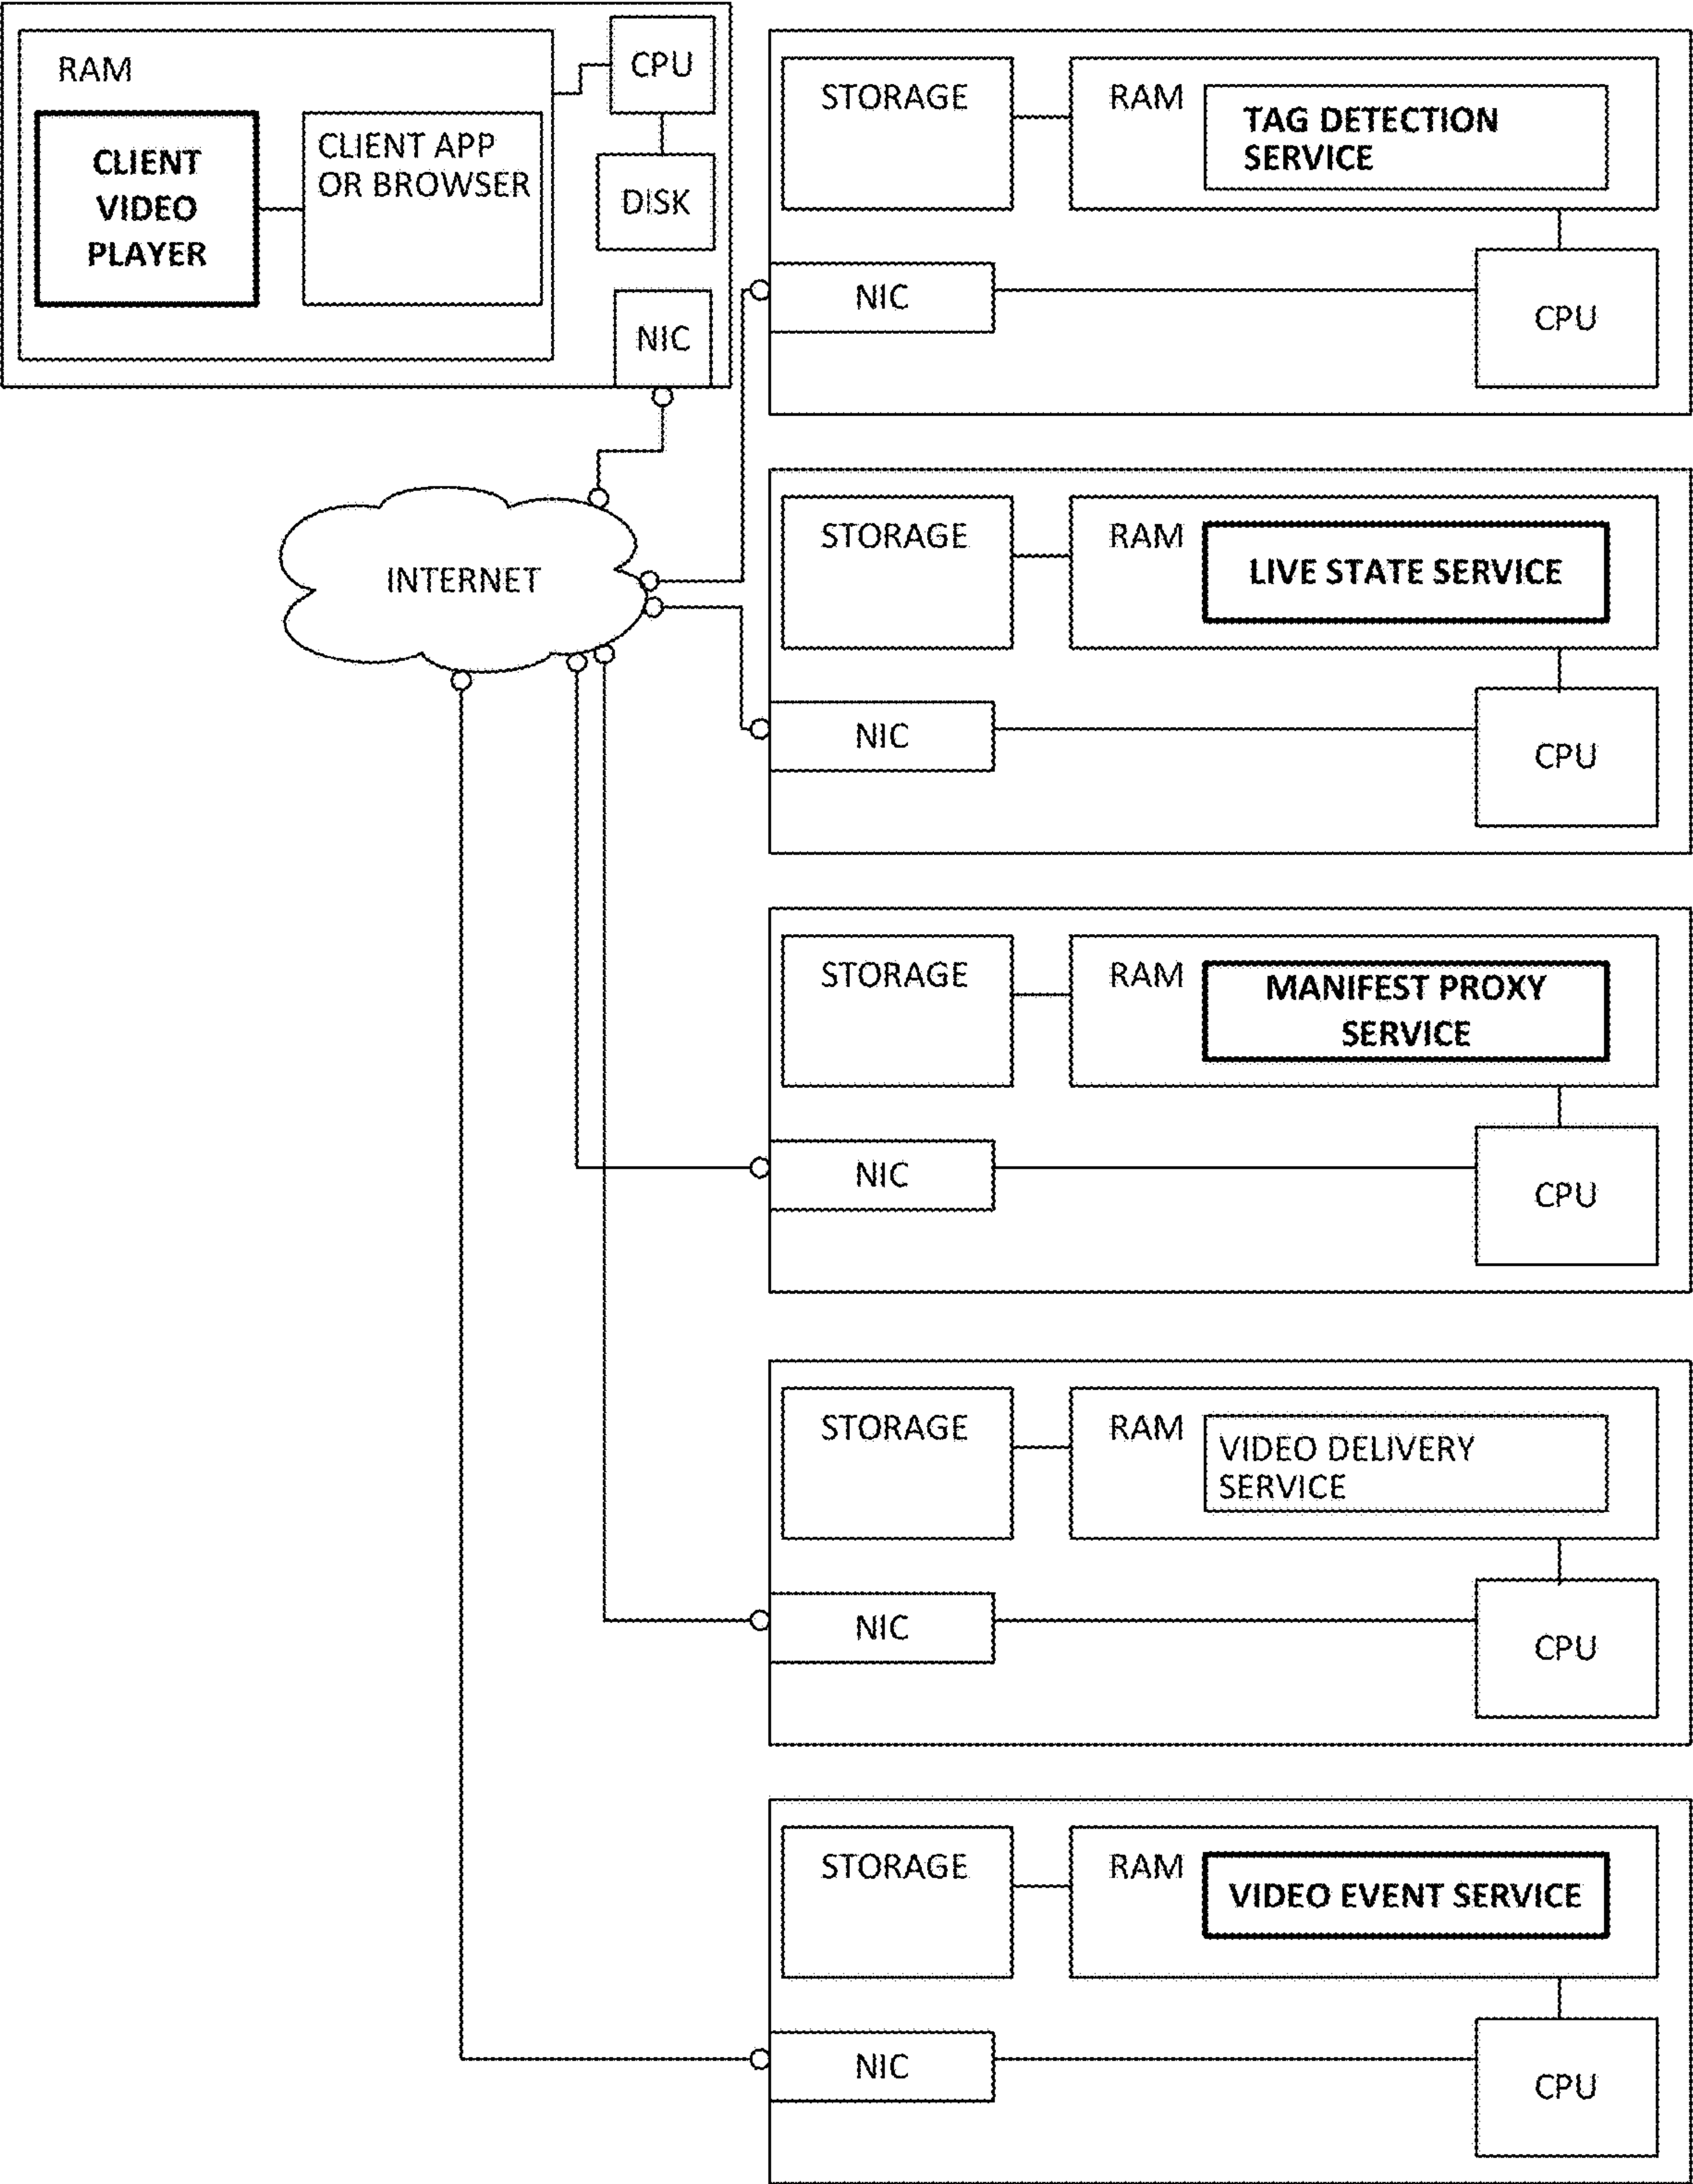 RAM
CPU
CLIENT
VIDEO
PLAYER
CLIENT APP
OR BROWSER
DISK
NIC
INTERNET
STORAGE
RAM
TAG DETECTION
SERVICE
NIC
CPU
STORAGE
RAM
LIVE STATE SERVICE
NIC
CPU
STORAGE
RAM
MANIFEST PROXY
SERVICE
NIC
CPU
STORAGE
RAM
VIDEO DELIVERY
SERVICE
NIC
CPU
STORAGE
RAM
VIDEO EVENT SERVICE
NIC
CPU